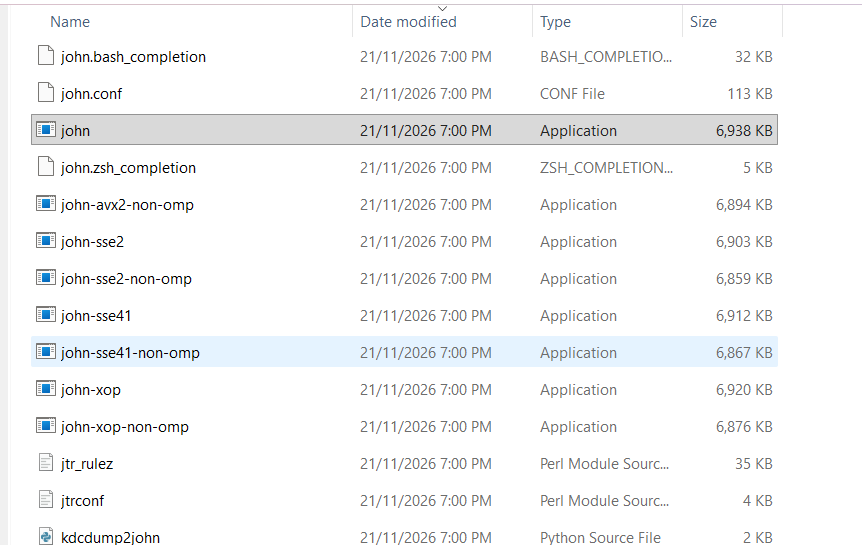 Name Date modified Type Size
john.bash_completion 21/11/2026 7:00 PM BASH_COMPLETIO... 32 KB
john.conf 21/11/2026 7:00 PM CONF File 113 KB
john 21/11/2026 7:00 PM Application 6,938 KB
john.zsh_completion 21/11/2026 7:00 PM ZSH_COMPLETION... 5 KB
john-avx2-non-omp 21/11/2026 7:00 PM Application 6,894 KB
john-sse2 21/11/2026 7:00 PM Application 6,903 KB
john-sse2-non-omp 21/11/2026 7:00 PM Application 6,859 KB
john-sse41 21/11/2026 7:00 PM Application 6,912 KB
john-sse41-non-omp 21/11/2026 7:00 PM Application 6,867 KB
john-xop 21/11/2026 7:00 PM Application 6,920 KB
john-xop-non-omp 21/11/2026 7:00 PM Application 6,876 KB
jtr_rulez 21/11/2026 7:00 PM Perl Module Sourc... 35 KB
jtrconf 21/11/2026 7:00 PM Perl Module Sourc... 4 KB
kdcdump2john 21/11/2026 7:00 PM Python Source File 2 KB